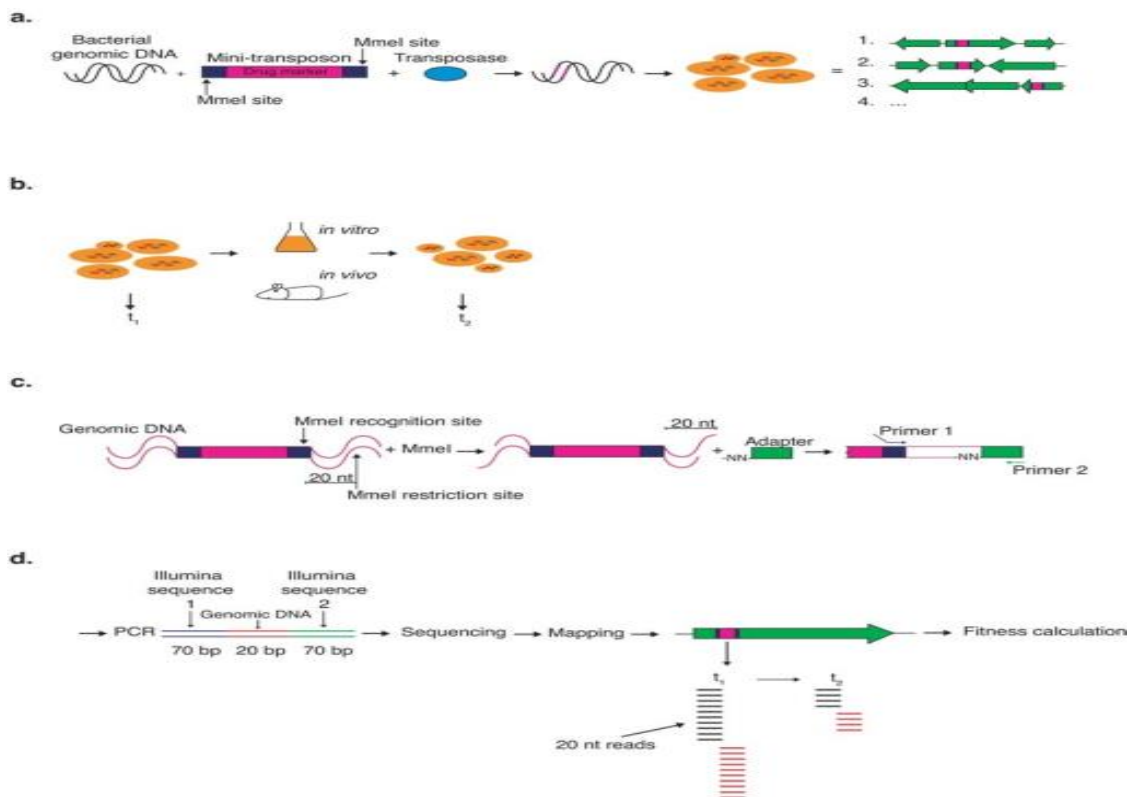 a.
Bacterial
genomic DNA
+
Mini-transposon
Drug marker
MmeI site
MmeI site
+
Transposase
=
1.
2.
3.
4. ...
b.
in vitro
in vivo
t1
t2
c.
Genomic DNA
MmeI recognition site
20 nt
MmeI restriction site
+ MmeI
20 nt
+
Adapter
-NN
Primer 1
-NN
Primer 2
d.
PCR
Illumina
sequence
1
Genomic DNA
Illumina
sequence
2
70 bp 20 bp 70 bp
Sequencing
Mapping
Fitness calculation
t1
t2
20 nt reads